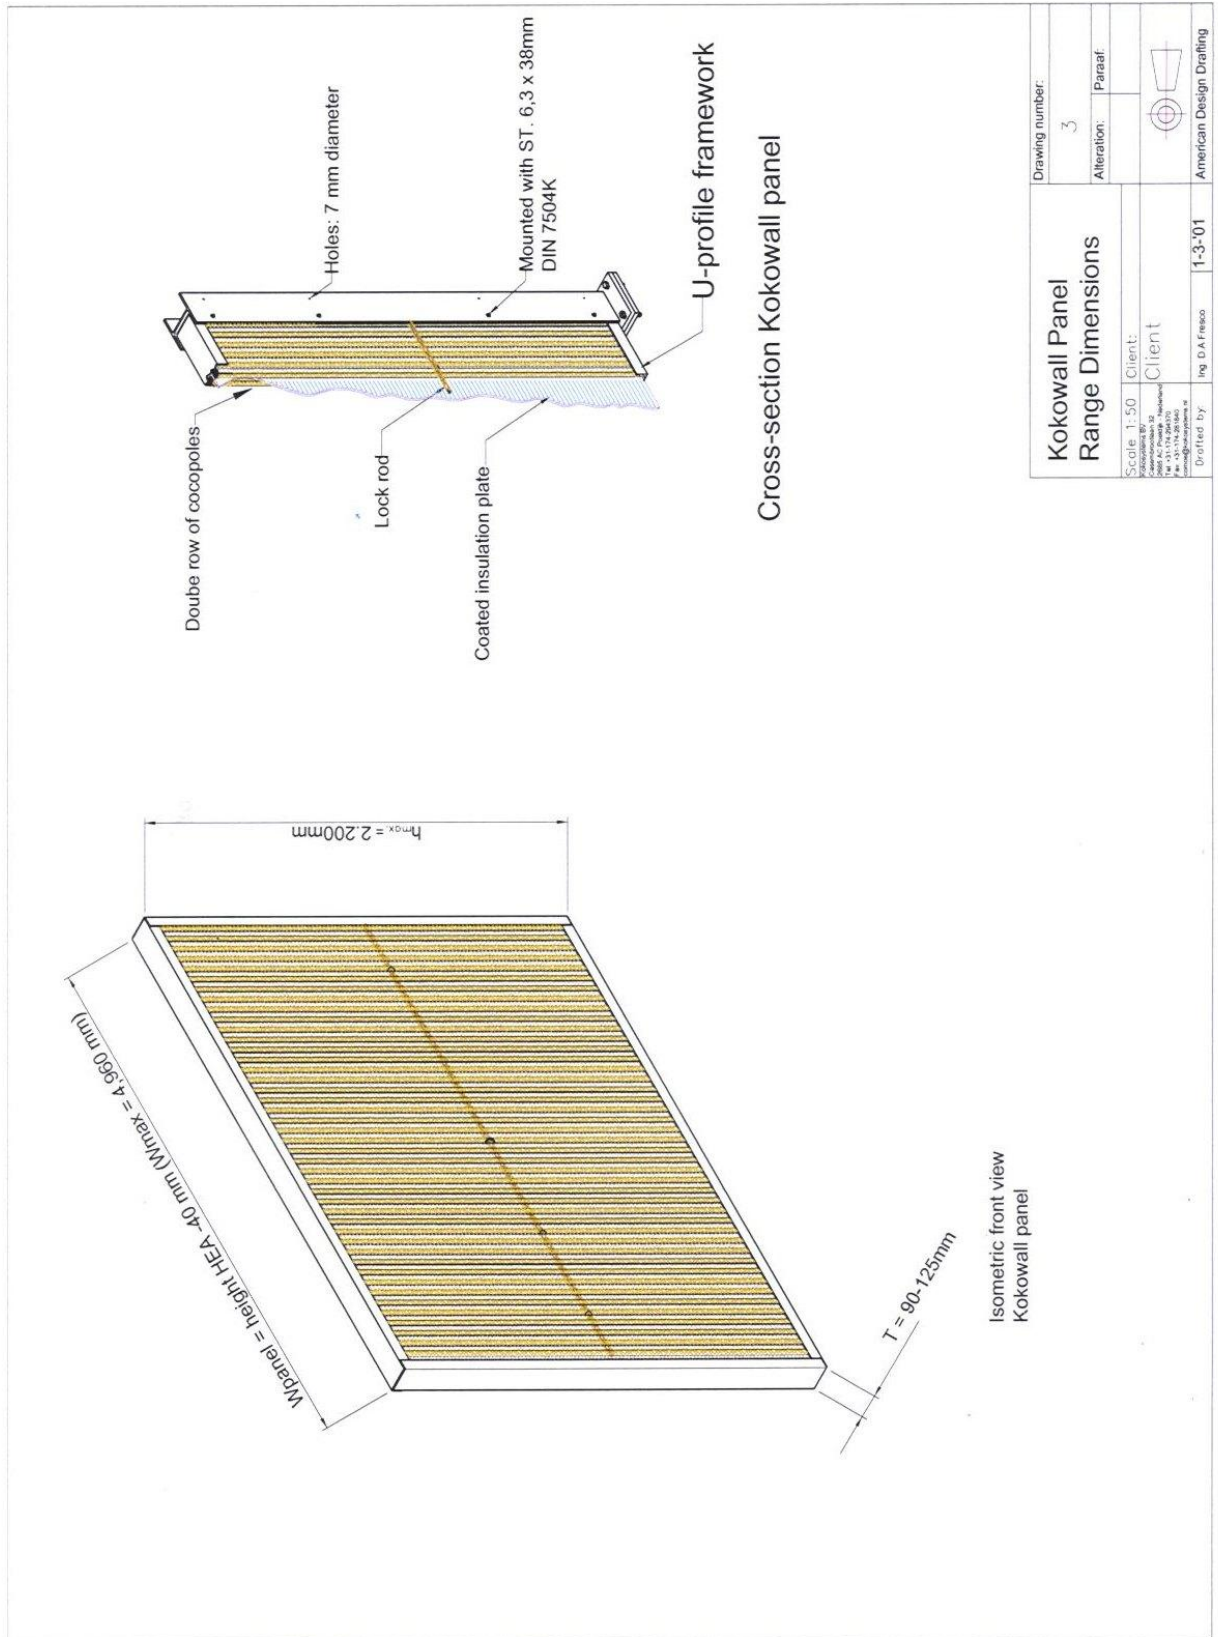 Doube row of cocopoles
Holes: 7 mm diameter
Lock rod
Mounted with ST. 6,3 x 38mm
DIN 7504K
Coated insulation plate
U-profile framework
Cross-section Kokowall panel
Wpanel = height HEA -40 mm (Wmax = 4,960 mm)
hmax. = 2.200mm
T = 90-125mm
Isometric front view
Kokowall panel
Kokowall Panel
Range Dimensions
Drawing number:
3
Alteration:
Paraaf:
Scale 1:50
Client:
Client
Kokosystems BV
Drafted by:
Ing. D.A Fresco
1-3-'01
American Design Drafting